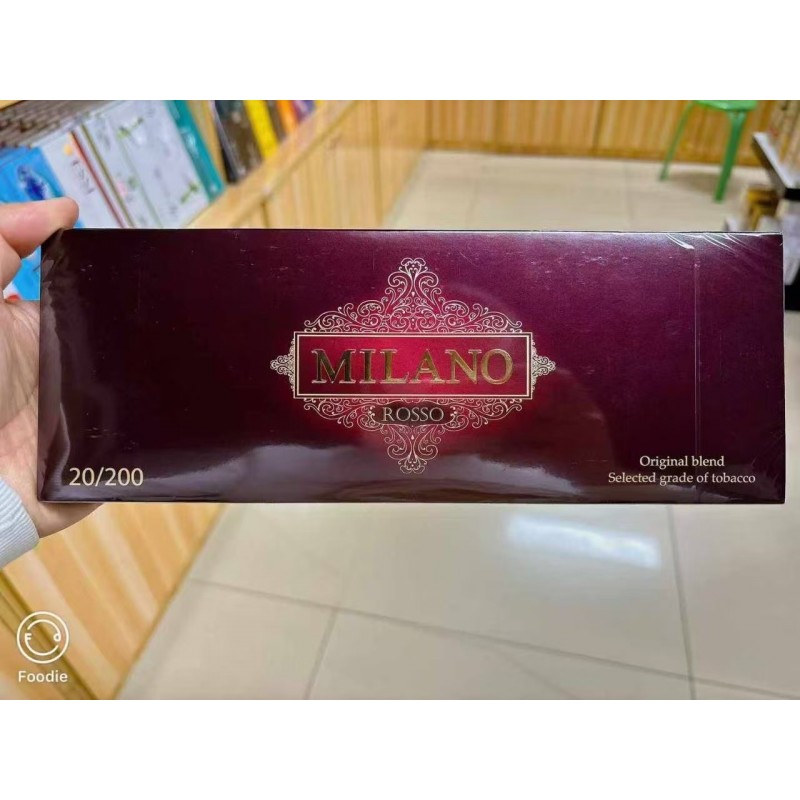 MILANO
ROSSO
20/200
Original blend
Selected grade of tobacco
Foodie